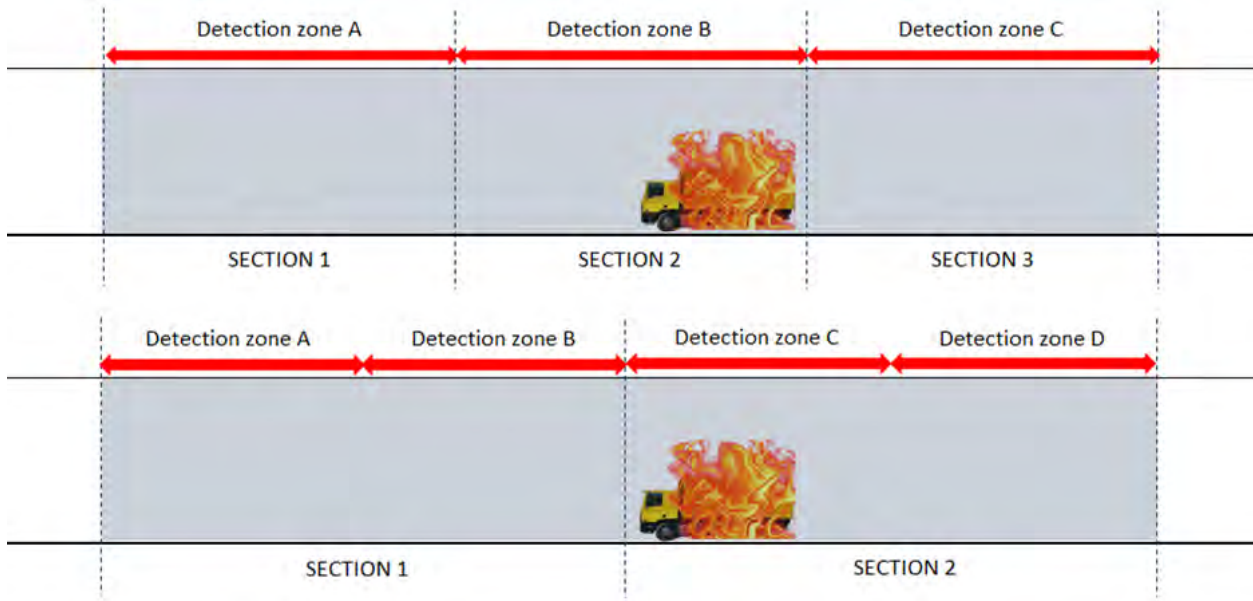 Detection zone A Detection zone B Detection zone C
SECTION 1 SECTION 2 SECTION 3
Detection zone A Detection zone B Detection zone C Detection zone D
SECTION 1 SECTION 2